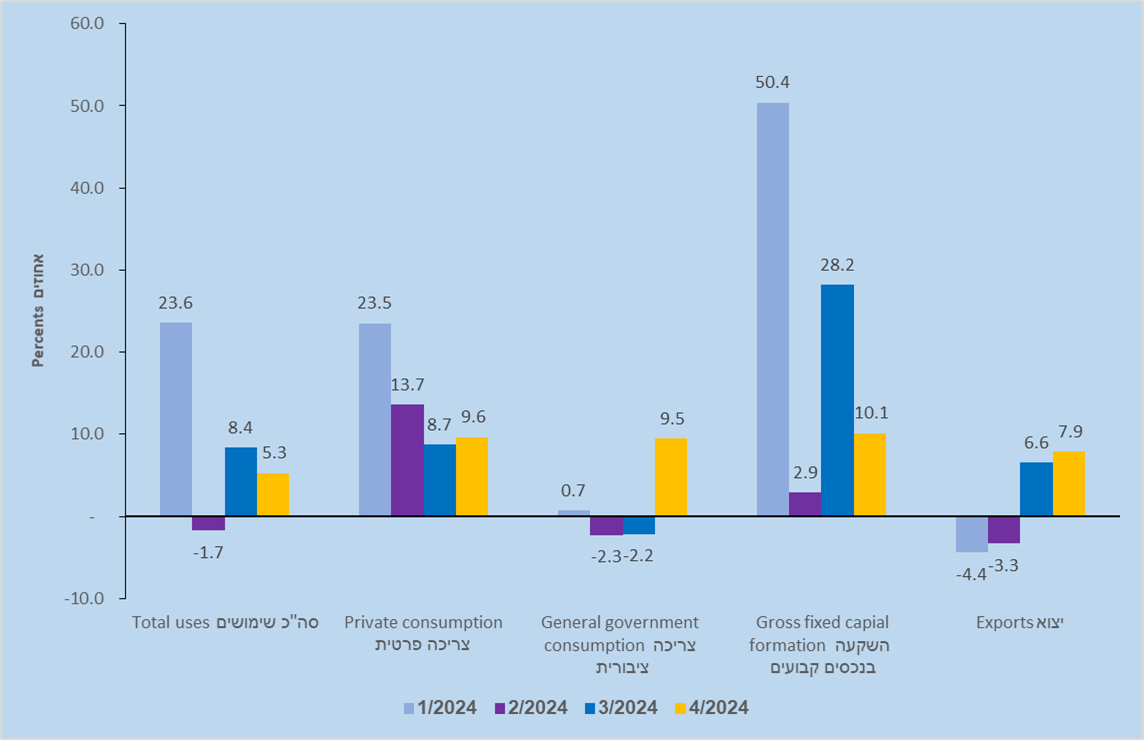 60.0
50.0
40.0
30.0
20.0
10.0
-
-10.0
Percents אחוזים
23.6
-1.7
8.4
5.3
23.5
13.7
8.7
9.6
0.7
-2.3
-2.2
9.5
50.4
2.9
28.2
10.1
-4.4
-3.3
6.6
7.9
Total uses סה"כ שימושים
Private consumption
צריכה פרטית
General government
consumption צריכה
ציבורית
Gross fixed capial
formation השקעה
בנכסים קבועים
Exports יצוא
1/2024 2/2024 3/2024 4/2024